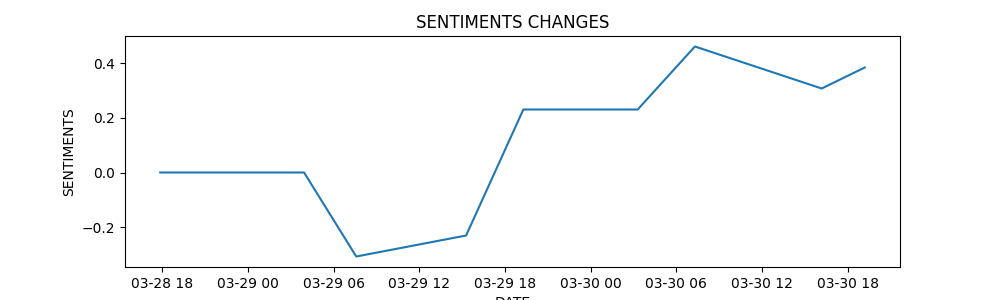 SENTIMENTS CHANGES
SENTIMENTS
0.4
0.2
0.0
−0.2
03-28 18 03-29 00 03-29 06 03-29 12 03-29 18 03-30 00 03-30 06 03-30 12 03-30 18
DATE